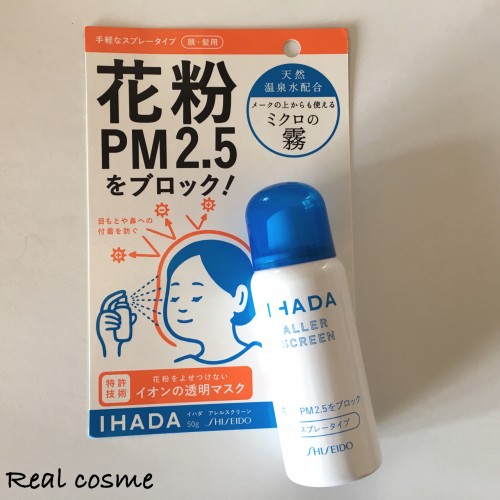 手軽なスプレータイプ 顔・髪用
花粉
PM2.5
をブロック!
天然
温泉水配合
メークの上からも使える
ミクロの
霧
目もとや鼻への
付着を防ぐ
特許
技術
花粉をよせつけない
イオンの透明マスク
IHADA イハダ アレルスクリーン
50g SHISEIDO
IHADA
ALLER
SCREEN
PM2.5をブロック
スプレータイプ
SHISEIDO
Real cosme